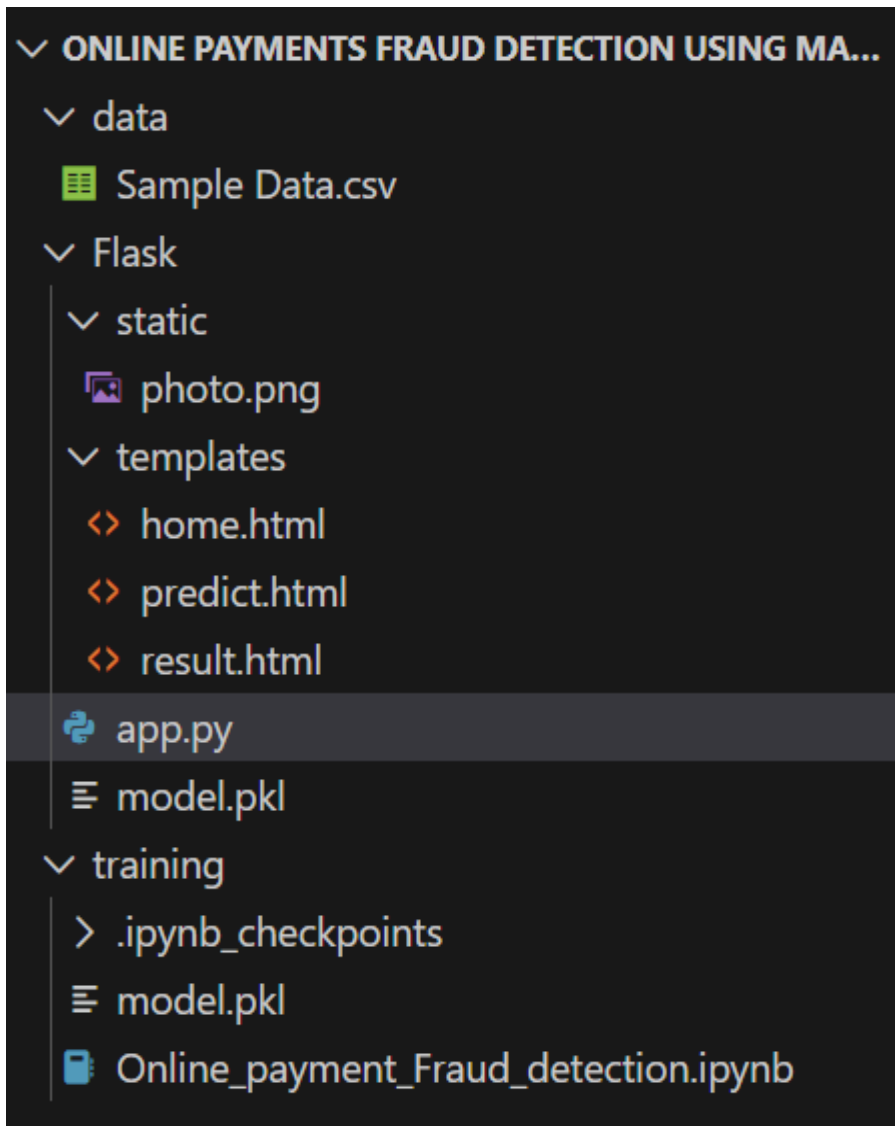 ONLINE PAYMENTS FRAUD DETECTION USING MA...
data
Sample Data.csv
Flask
static
photo.png
templates
home.html
predict.html
result.html
app.py
model.pkl
training
.ipynb_checkpoints
model.pkl
Online_payment_Fraud_detection.ipynb